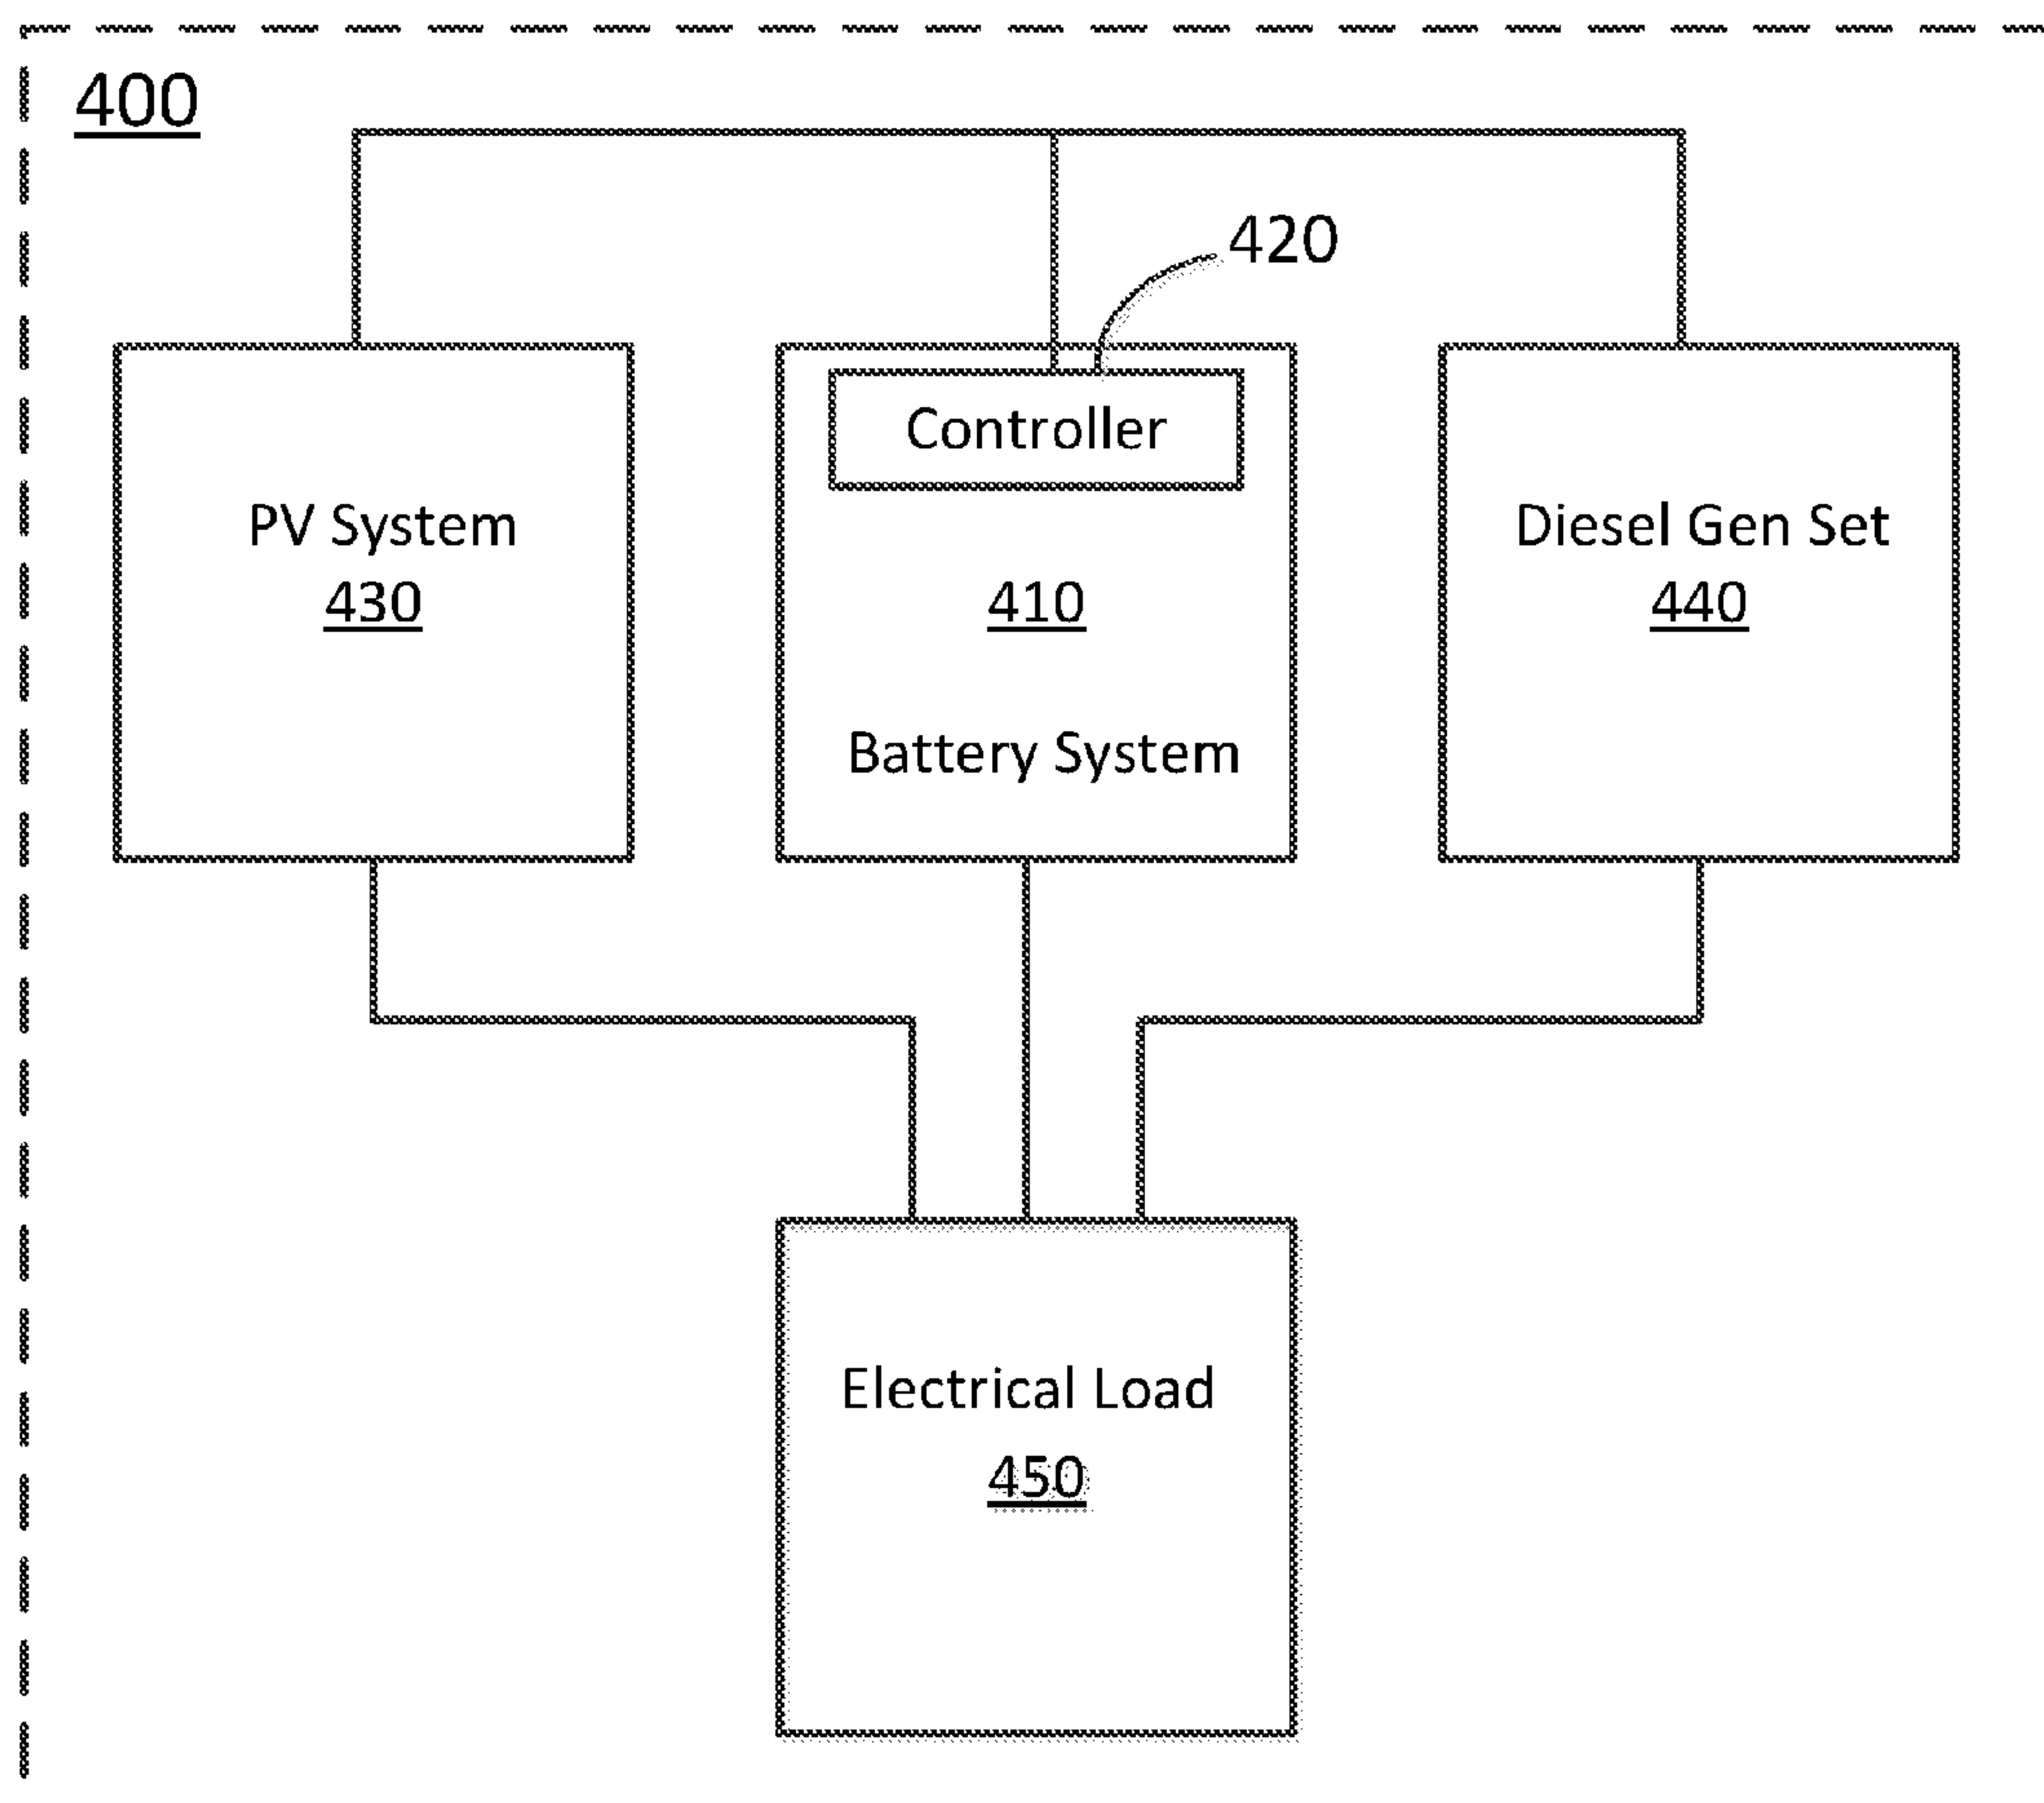 400
420
Controller
PV System
430
410
Battery System
Diesel Gen Set
440
Electrical Load
450